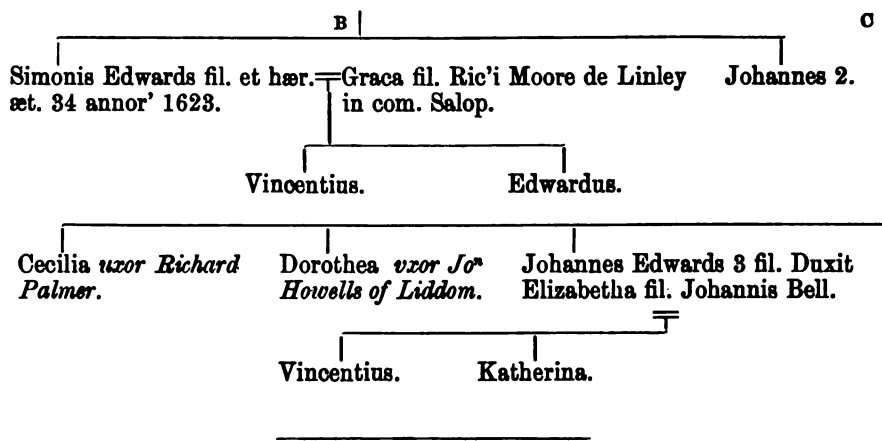 B C
Simonis Edwards fil. et hær.
æt. 34 annor' 1623.
Graca fil. Ric'i Moore de Linley
in com. Salop.
Johannes 2.
Vincentius. Edwardus.
Cecilia uxor Richard
Palmer.
Dorothea vxor Joⁿ
Howells of Liddom.
Johannes Edwards 3 fil. Duxit
Elizabetha fil. Johannis Bell.
Vincentius. Katherina.